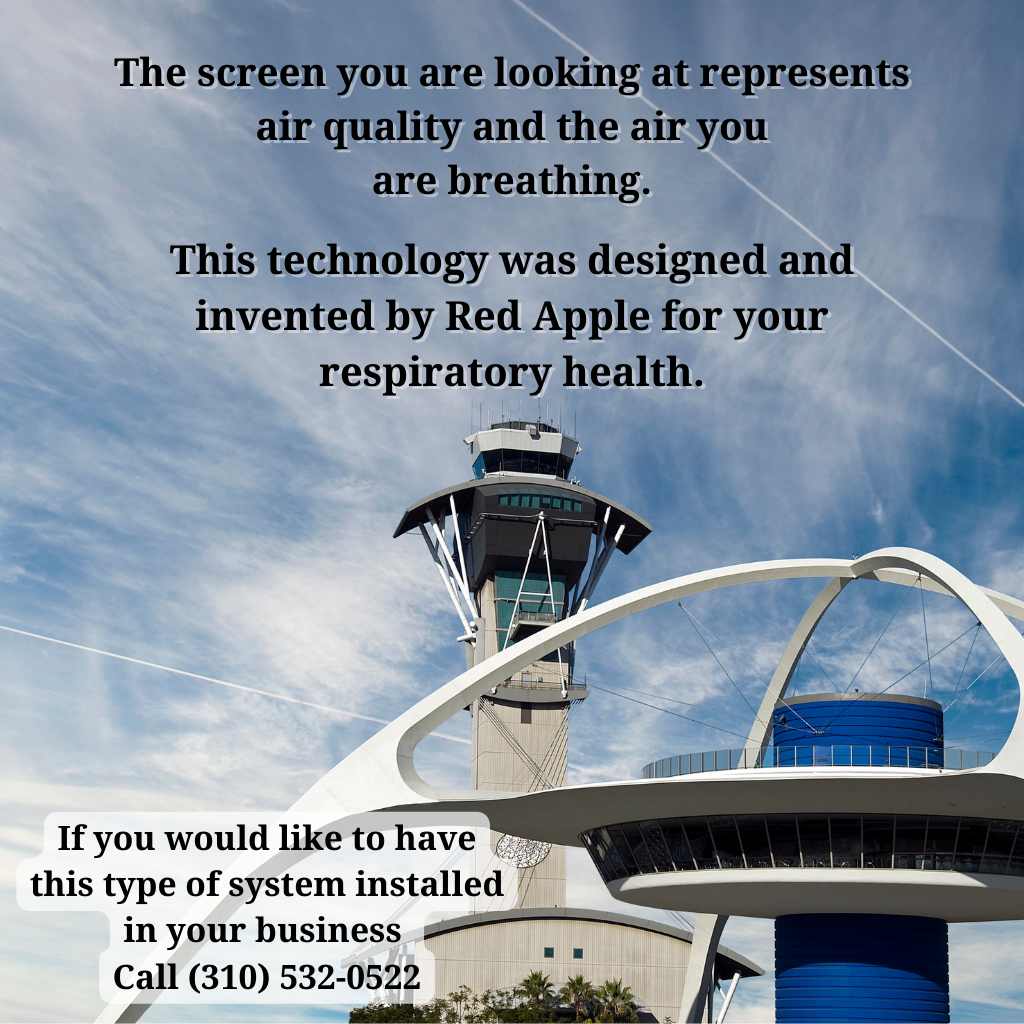 The screen you are looking at represents
air quality and the air you
are breathing.
This technology was designed and
invented by Red Apple for your
respiratory health.
If you would like to have
this type of system installed
in your business
Call (310) 532-0522